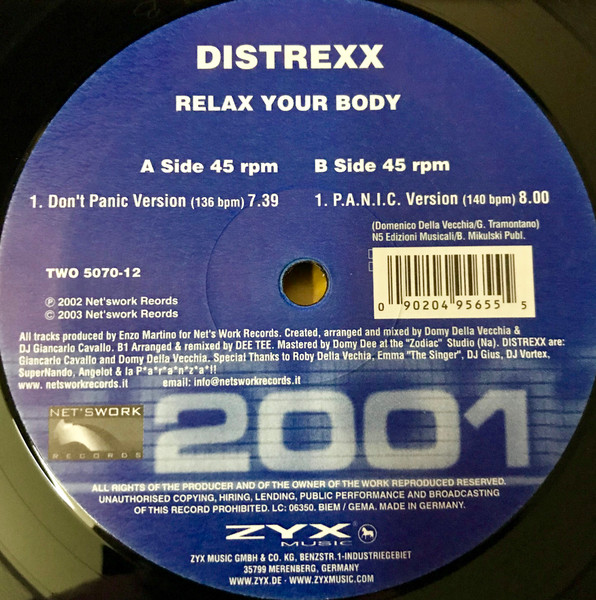 DISTREXX
RELAX YOUR BODY
A Side 45 rpm
B Side 45 rpm
1. Don't Panic Version (136 bpm) 7.39
1. P.A.N.I.C. Version (140 bpm) 8.00
(Domenico Della Vecchia/G. Tramontano)
N5 Edizioni Musicali/B. Mikulski Publ.
0 90204 95655 5
TWO 5070-12
℗ 2002 Net'swork Records
© 2003 Net'swork Records
All tracks produced by Enzo Martino for Net's Work Records. Created, arranged and mixed by Domy Della Vecchia &
DJ Giancarlo Cavallo. B1 Arranged & remixed by DEE TEE. Mastered by Domy Dee at the "Zodiac" Studio (Na). DISTREXX are:
Giancarlo Cavallo and Domy Della Vecchia. Special Thanks to Roby Della Vechia, Emma "The Singer", DJ Gius, DJ Vortex,
SuperNando, Angelot & la P*a*r*a*n*z*a*!!
www. netsworkrecords.it email: info@netsworkrecords.it
NET'SWORK
RECORDS
2001
ALL RIGHTS OF THE PRODUCER AND OF THE OWNER OF THE WORK REPRODUCED RESERVED.
UNAUTHORISED COPYING, HIRING, LENDING, PUBLIC PERFORMANCE AND BROADCASTING
OF THIS RECORD PROHIBITED. LC: 06350. BIEM / GEMA. MADE IN GERMANY.
ZYX
MUSIC
ZYX MUSIC GMBH & CO. KG, BENZSTR.1-INDUSTRIEGEBIET
35799 MERENBERG, GERMANY
WWW.ZYX.DE - WWW.ZYXMUSIC.COM